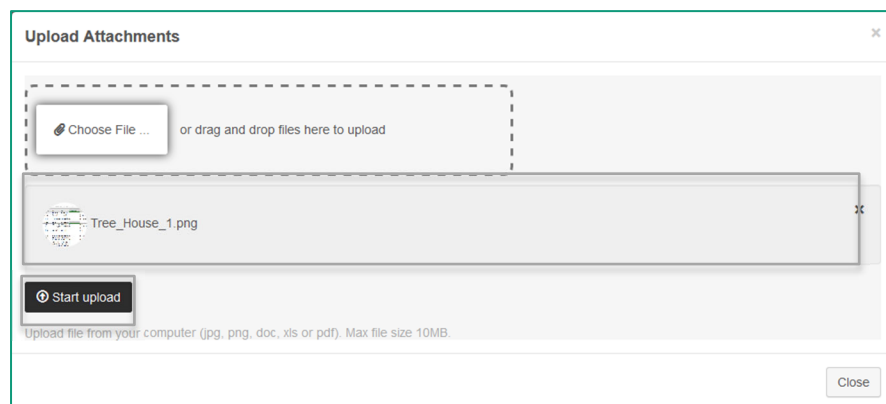 Upload Attachments
Choose File ... or drag and drop files here to upload
Tree_House_1.png
Start upload
Upload file from your computer (jpg, png, doc, xls or pdf). Max file size 10MB.
Close